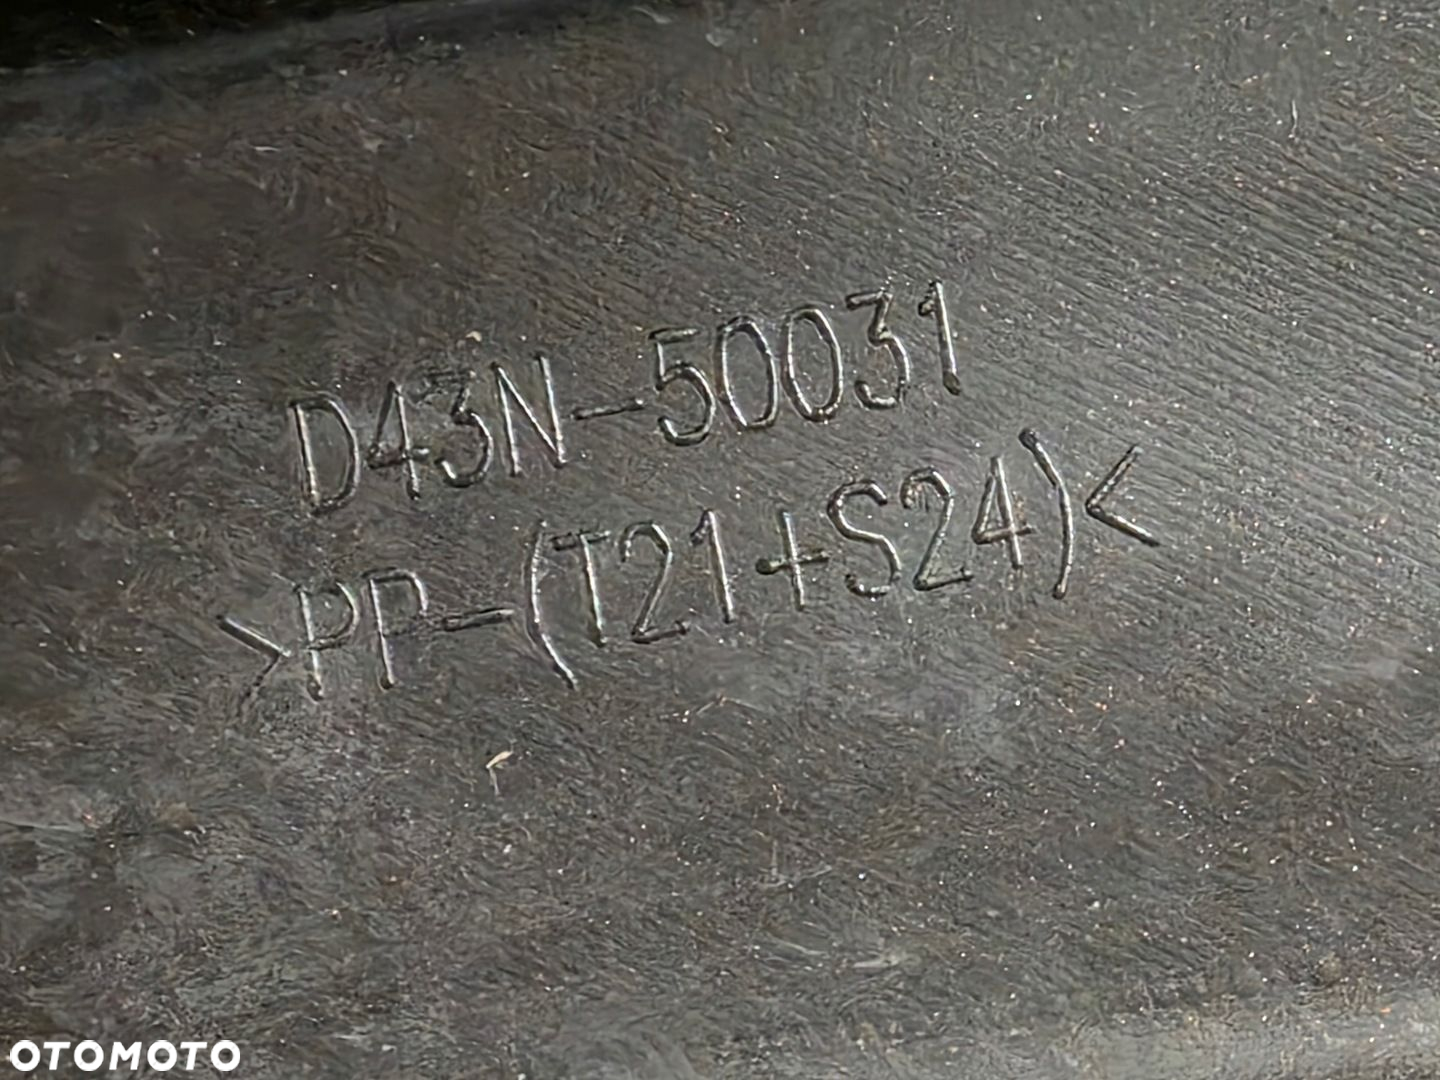 D43N-50031
>PP-(T21+S24)<
OTOMOTO